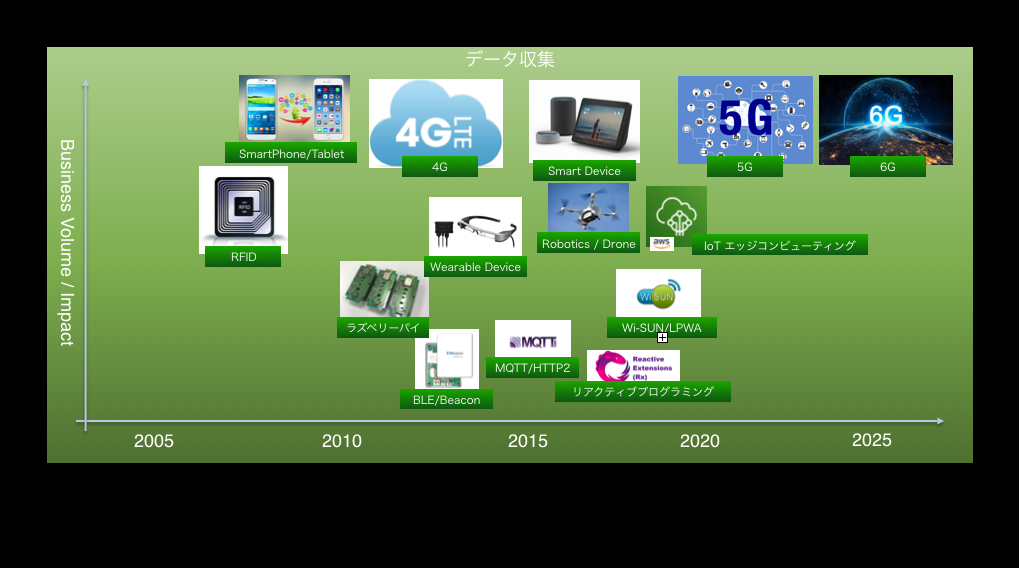 データ収集
Business Volume / Impact
SmartPhone/Tablet
4G LTE
4G
Smart Device
5G
5G
6G
6G
RFID
RFID
Wearable Device
Robotics / Drone
aws
IoT エッジコンピューティング
ラズベリーパイ
Wi SUN
Wi-SUN/LPWA
MQTT
MQTT/HTTP2
BLE/Beacon
Reactive
Extensions
(Rx)
リアクティブプログラミング
2005
2010
2015
2020
2025